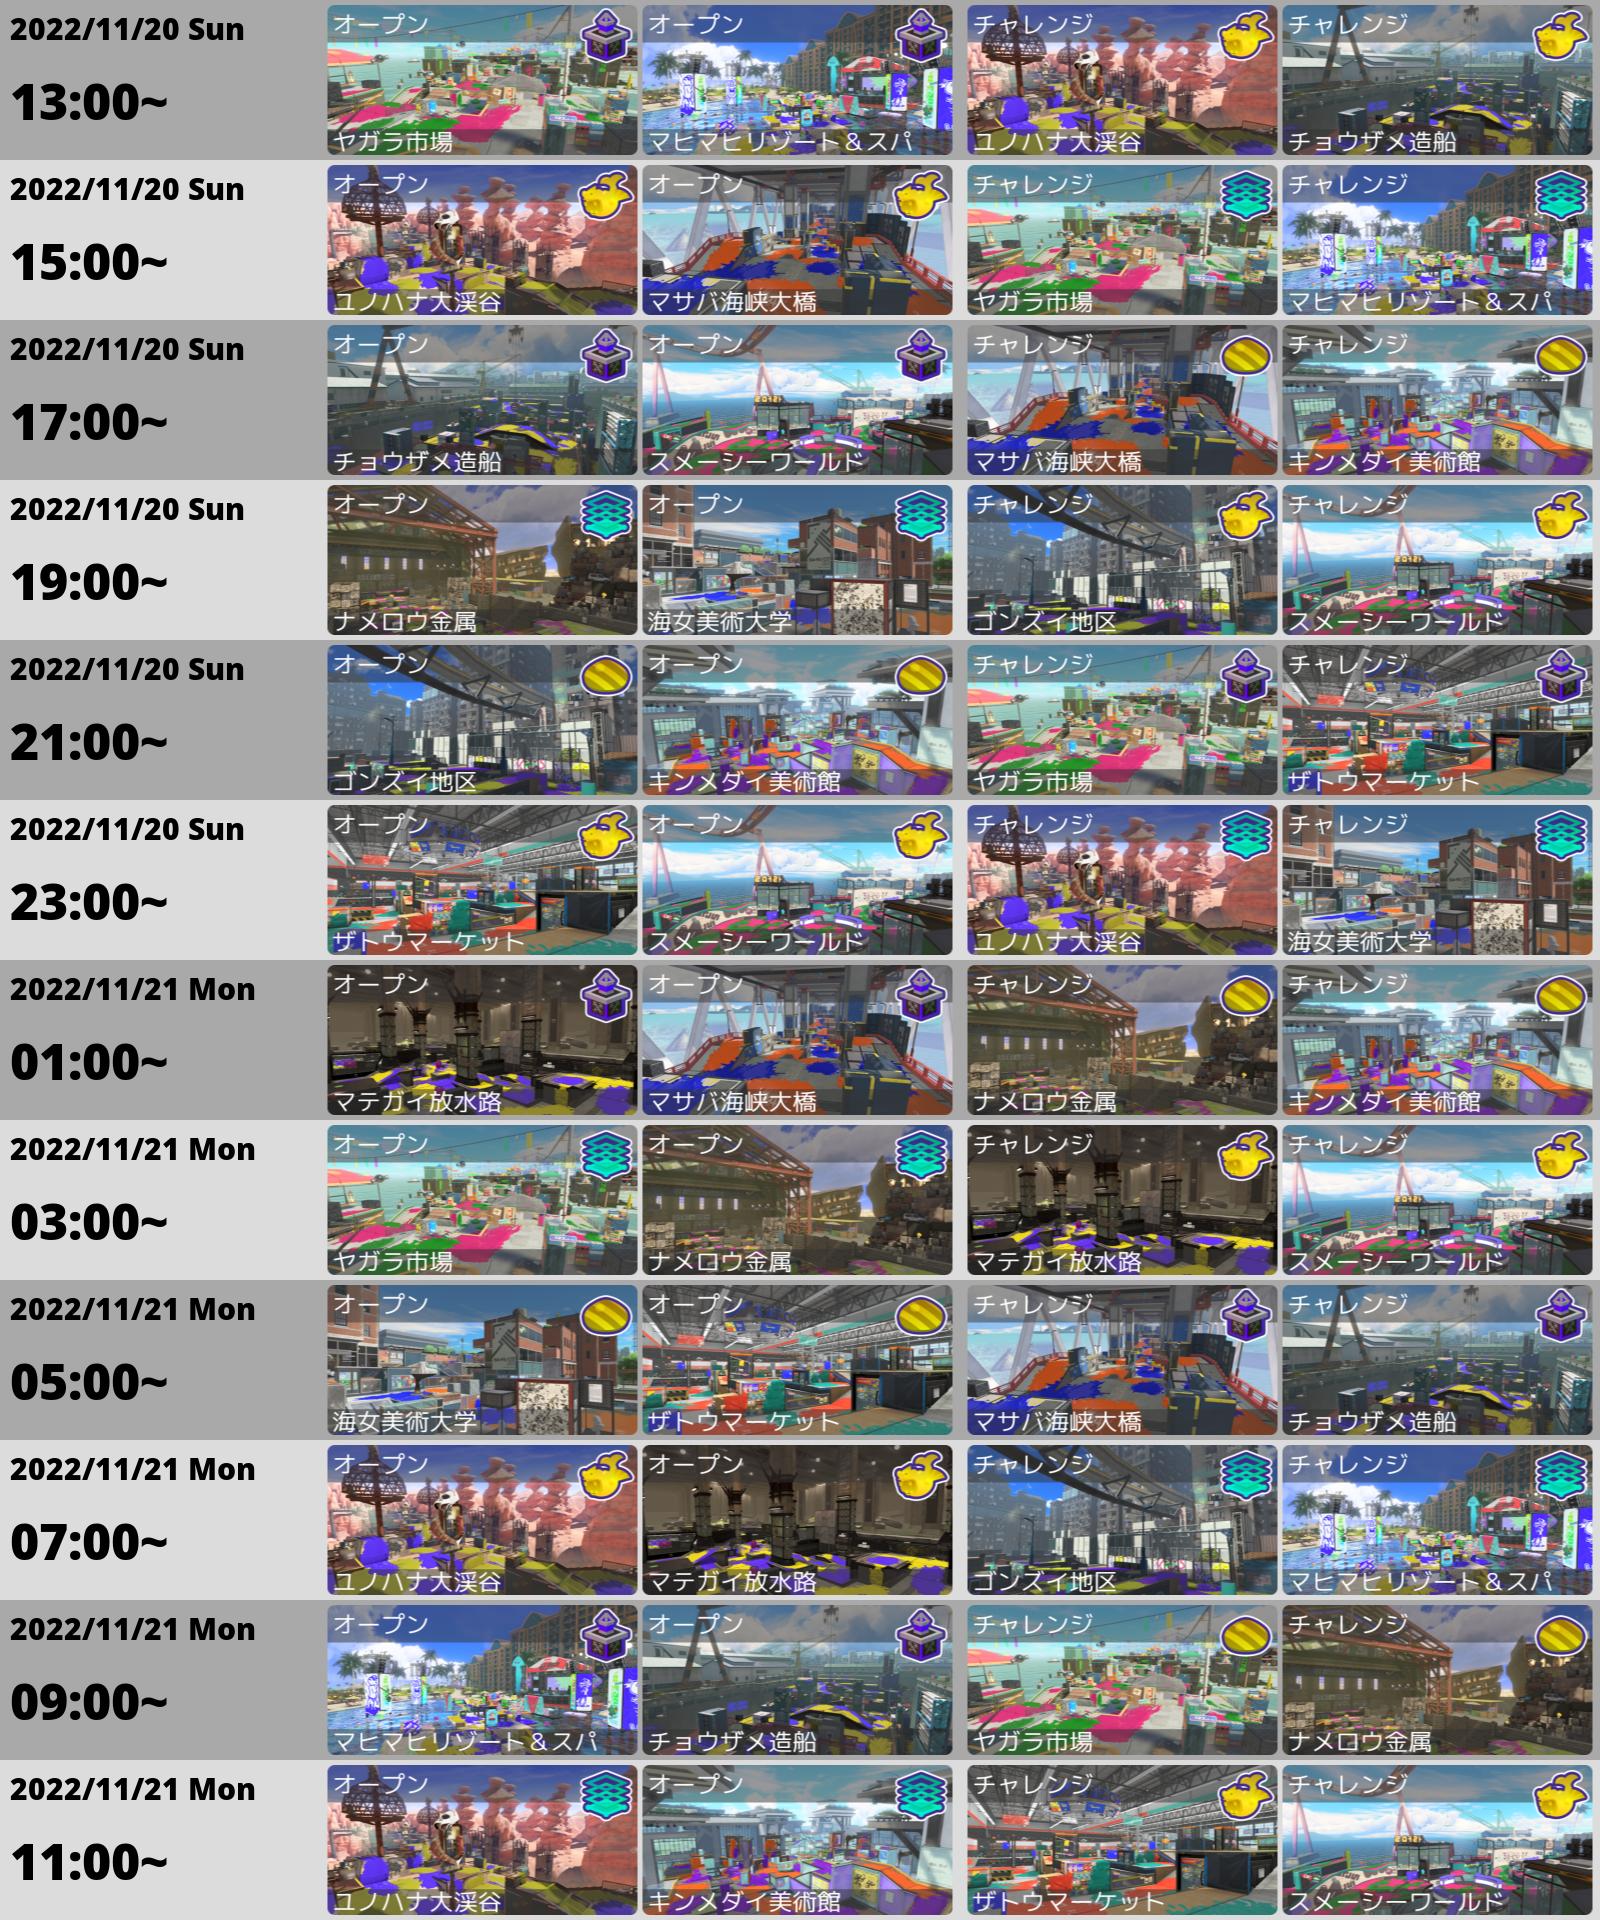 2022/11/20 Sun
13:00~
オープン
ヤガラ市場
オープン
マヒマヒリゾート＆スパ
チャレンジ
ユノハナ大渓谷
チャレンジ
チョウザメ造船
2022/11/20 Sun
15:00~
オープン
ユノハナ大渓谷
オープン
マサバ海峡大橋
チャレンジ
ヤガラ市場
チャレンジ
マヒマヒリゾート＆スパ
2022/11/20 Sun
17:00~
オープン
チョウザメ造船
オープン
スメーシーワールド
チャレンジ
マサバ海峡大橋
チャレンジ
キンメダイ美術館
2022/11/20 Sun
19:00~
オープン
ナメロウ金属
オープン
海女美術大学
チャレンジ
ゴンズイ地区
チャレンジ
スメーシーワールド
2022/11/20 Sun
21:00~
オープン
ゴンズイ地区
オープン
キンメダイ美術館
チャレンジ
ヤガラ市場
チャレンジ
ザトウマーケット
2022/11/20 Sun
23:00~
オープン
ザトウマーケット
オープン
スメーシーワールド
チャレンジ
ユノハナ大渓谷
チャレンジ
海女美術大学
2022/11/21 Mon
01:00~
オープン
マテガイ放水路
オープン
マサバ海峡大橋
チャレンジ
ナメロウ金属
チャレンジ
キンメダイ美術館
2022/11/21 Mon
03:00~
オープン
ヤガラ市場
オープン
ナメロウ金属
チャレンジ
マテガイ放水路
チャレンジ
スメーシーワールド
2022/11/21 Mon
05:00~
オープン
海女美術大学
オープン
ザトウマーケット
チャレンジ
マサバ海峡大橋
チャレンジ
チョウザメ造船
2022/11/21 Mon
07:00~
オープン
ユノハナ大渓谷
オープン
マテガイ放水路
チャレンジ
ゴンズイ地区
チャレンジ
マヒマヒリゾート＆スパ
2022/11/21 Mon
09:00~
オープン
マヒマヒリゾート＆スパ
オープン
チョウザメ造船
チャレンジ
ヤガラ市場
チャレンジ
ナメロウ金属
2022/11/21 Mon
11:00~
オープン
ユノハナ大渓谷
オープン
キンメダイ美術館
チャレンジ
ザトウマーケット
チャレンジ
スメーシーワールド